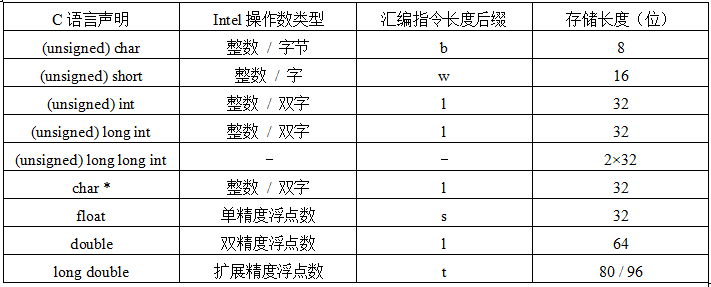 C 语言声明 Intel 操作数类型 汇编指令长度后缀 存储长度（位）
(unsigned) char 整数 / 字节 b 8
(unsigned) short 整数 / 字 w 16
(unsigned) int 整数 / 双字 l 32
(unsigned) long int 整数 / 双字 l 32
(unsigned) long long int – – 2×32
char * 整数 / 双字 l 32
float 单精度浮点数 s 32
double 双精度浮点数 l 64
long double 扩展精度浮点数 t 80 / 96